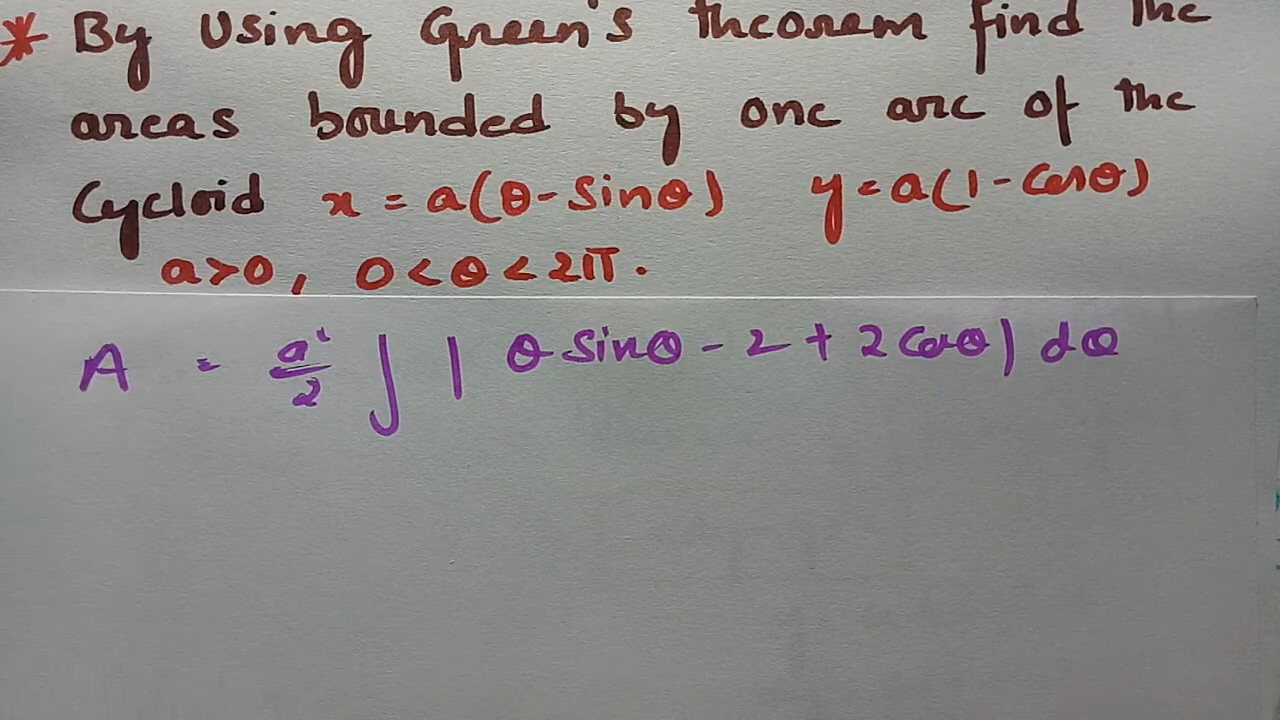 * By Using Green's theorem find the
areas bounded by one arc of the
Cycloid x = a(θ - Sinθ) y = a(1 - Cosθ)
a > 0, 0 < θ < 2π.
A = a²/2 ∫ | θ Sinθ - 2 + 2 Cosθ | dθ